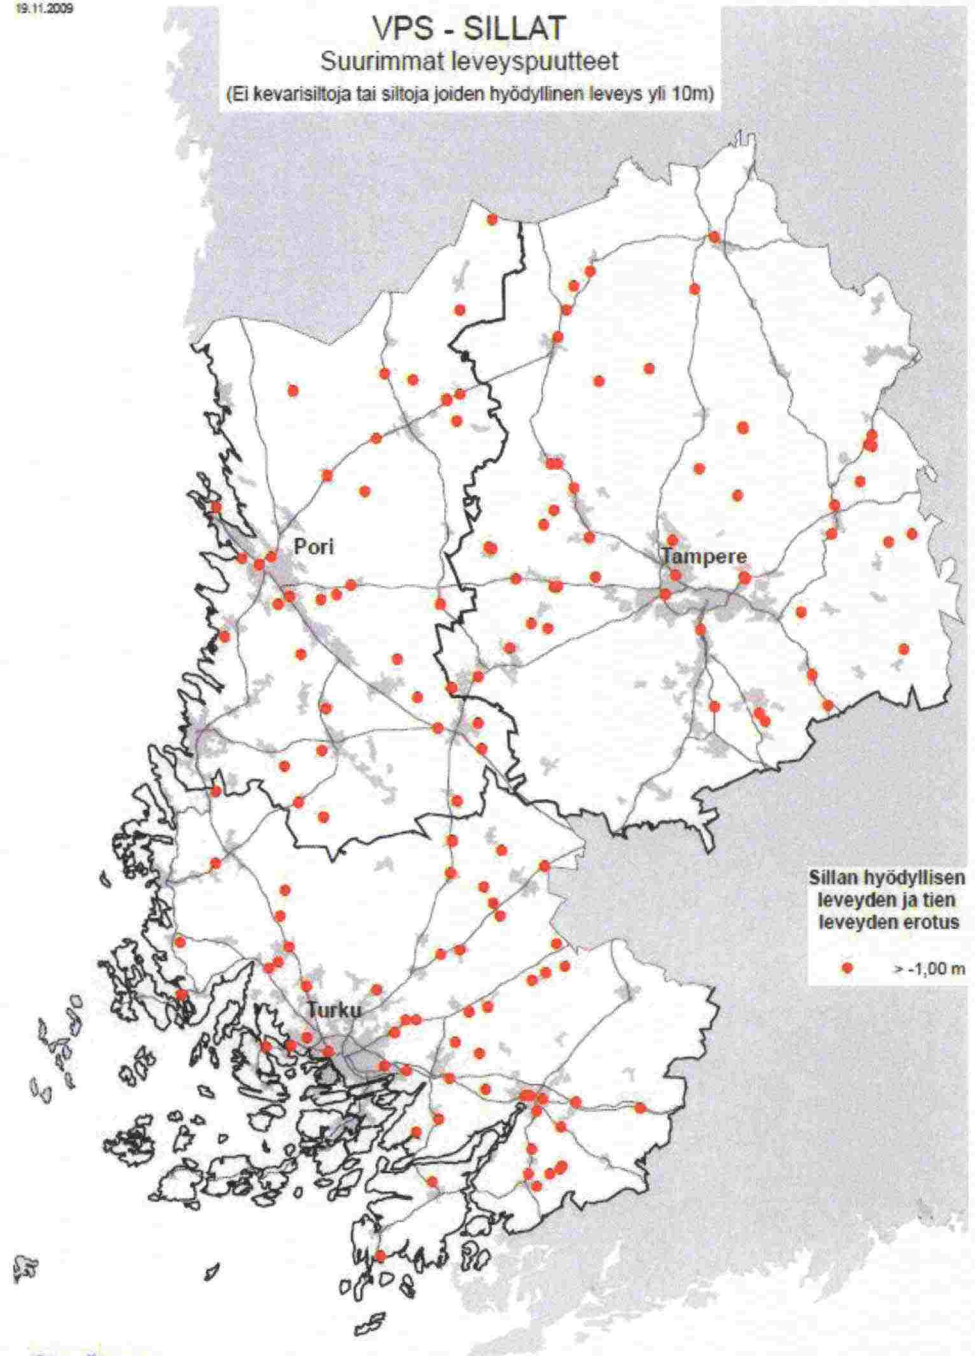 19.11.2009
VPS - SILLAT
Suurimmat leveyspuutteet
(Ei kevarisiltoja tai siltoja joiden hyödyllinen leveys yli 10m)
Pori
Tampere
Sillan hyödyllisen
leveyden ja tien
leveyden erotus
> -1,00 m
Turku